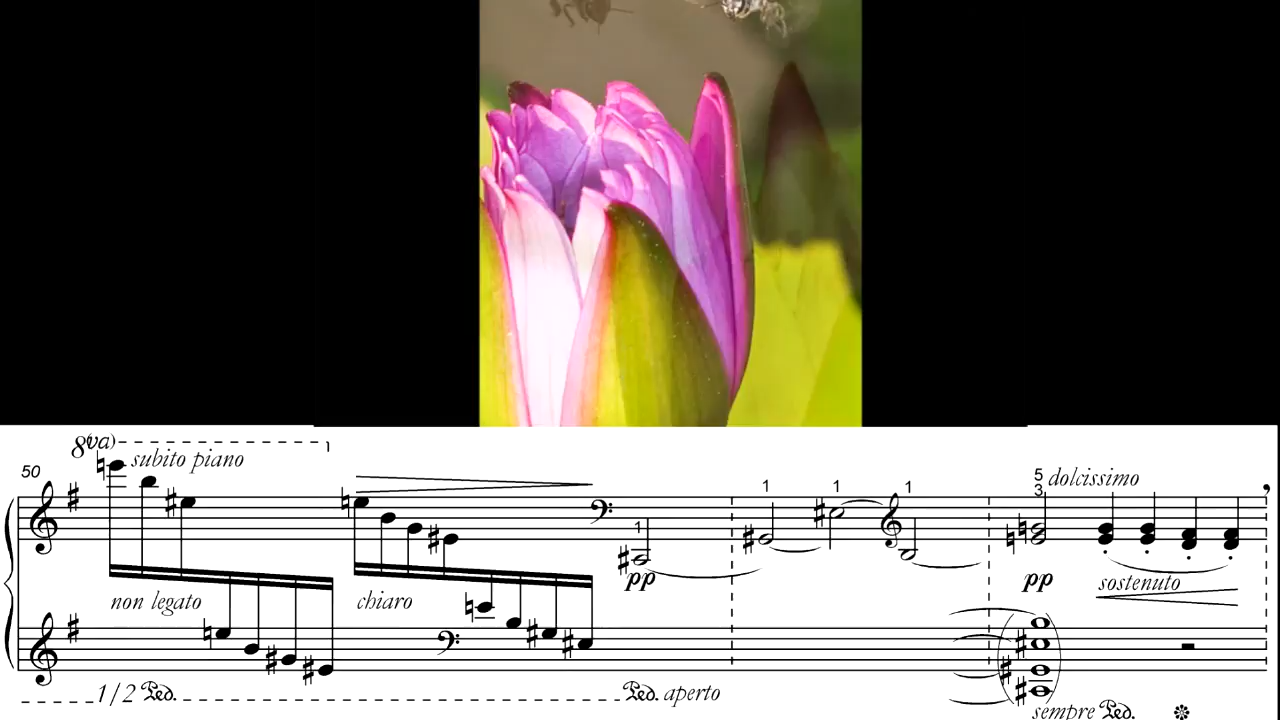 8va)
subito piano
50
5 dolcissimo
3
1
1
1
1
pp
pp
sostenuto
non legato
chiaro
1/2 Ped.
Ped. aperto
sempre Ped.